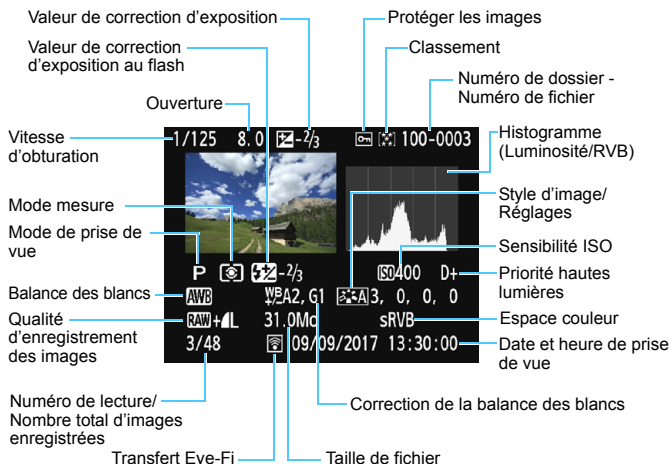 Valeur de correction d'exposition
Protéger les images
Valeur de correction
d'exposition au flash
Classement
Numéro de dossier -
Numéro de fichier
Ouverture
Vitesse
d'obturation
1/125 8.0 -2/3 100-0003
Histogramme
(Luminosité/RVB)
Mode mesure
Style d'image/
Réglages
Mode de prise de
vue
Sensibilité ISO
P -2/3 ISO400 D+
Priorité hautes
lumières
Balance des blancs
AWB WB A2, G1 A3, 0, 0, 0
Qualité
d'enregistrement
des images
RAW+L 31.0Mo sRVB
Espace couleur
3/48 09/09/2017 13:30:00
Date et heure de prise
de vue
Numéro de lecture/
Nombre total d'images
enregistrées
Correction de la balance des blancs
Transfert Eye-Fi
Taille de fichier